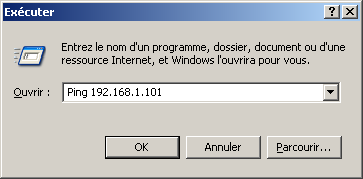 Exécuter
Entrez le nom d'un programme, dossier, document ou d'une
ressource Internet, et Windows l'ouvrira pour vous.
Ouvrir : Ping 192.168.1.101
OK Annuler Parcourir...